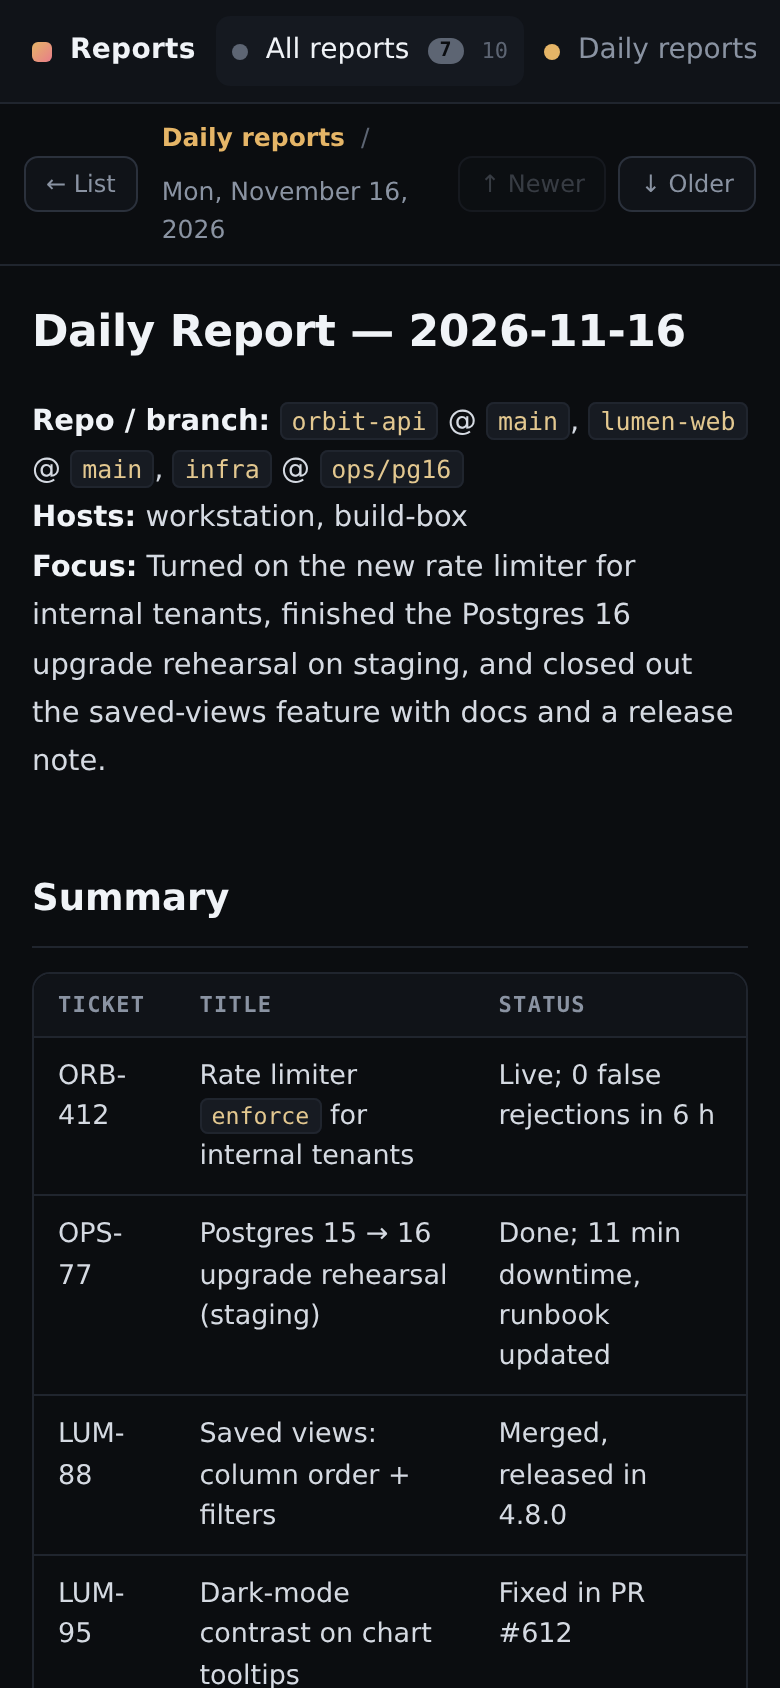 Reports All reports 7 10 Daily reports
Daily reports /
← List Mon, November 16, 2026 ↑ Newer ↓ Older
Daily Report — 2026-11-16
Repo / branch: orbit-api @ main, lumen-web
@ main, infra @ ops/pg16
Hosts: workstation, build-box
Focus: Turned on the new rate limiter for
internal tenants, finished the Postgres 16
upgrade rehearsal on staging, and closed out
the saved-views feature with docs and a release
note.
Summary
TICKET TITLE STATUS
ORB-412 Rate limiter enforce for internal tenants Live; 0 false rejections in 6 h
OPS-77 Postgres 15 → 16 upgrade rehearsal (staging) Done; 11 min downtime, runbook updated
LUM-88 Saved views: column order + filters Merged, released in 4.8.0
LUM-95 Dark-mode contrast on chart tooltips Fixed in PR #612